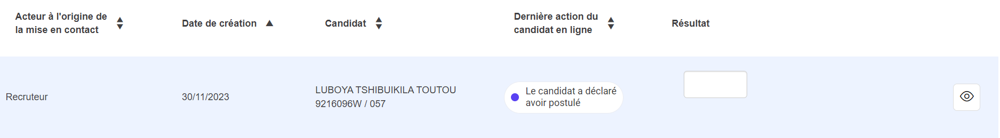 Acteur à l'origine de
la mise en contact
Date de création
Candidat
Dernière action du
candidat en ligne
Résultat
Recruteur
30/11/2023
LUBOYA TSHIBUIKILA TOUTOU
9216096W / 057
Le candidat a déclaré
avoir postulé